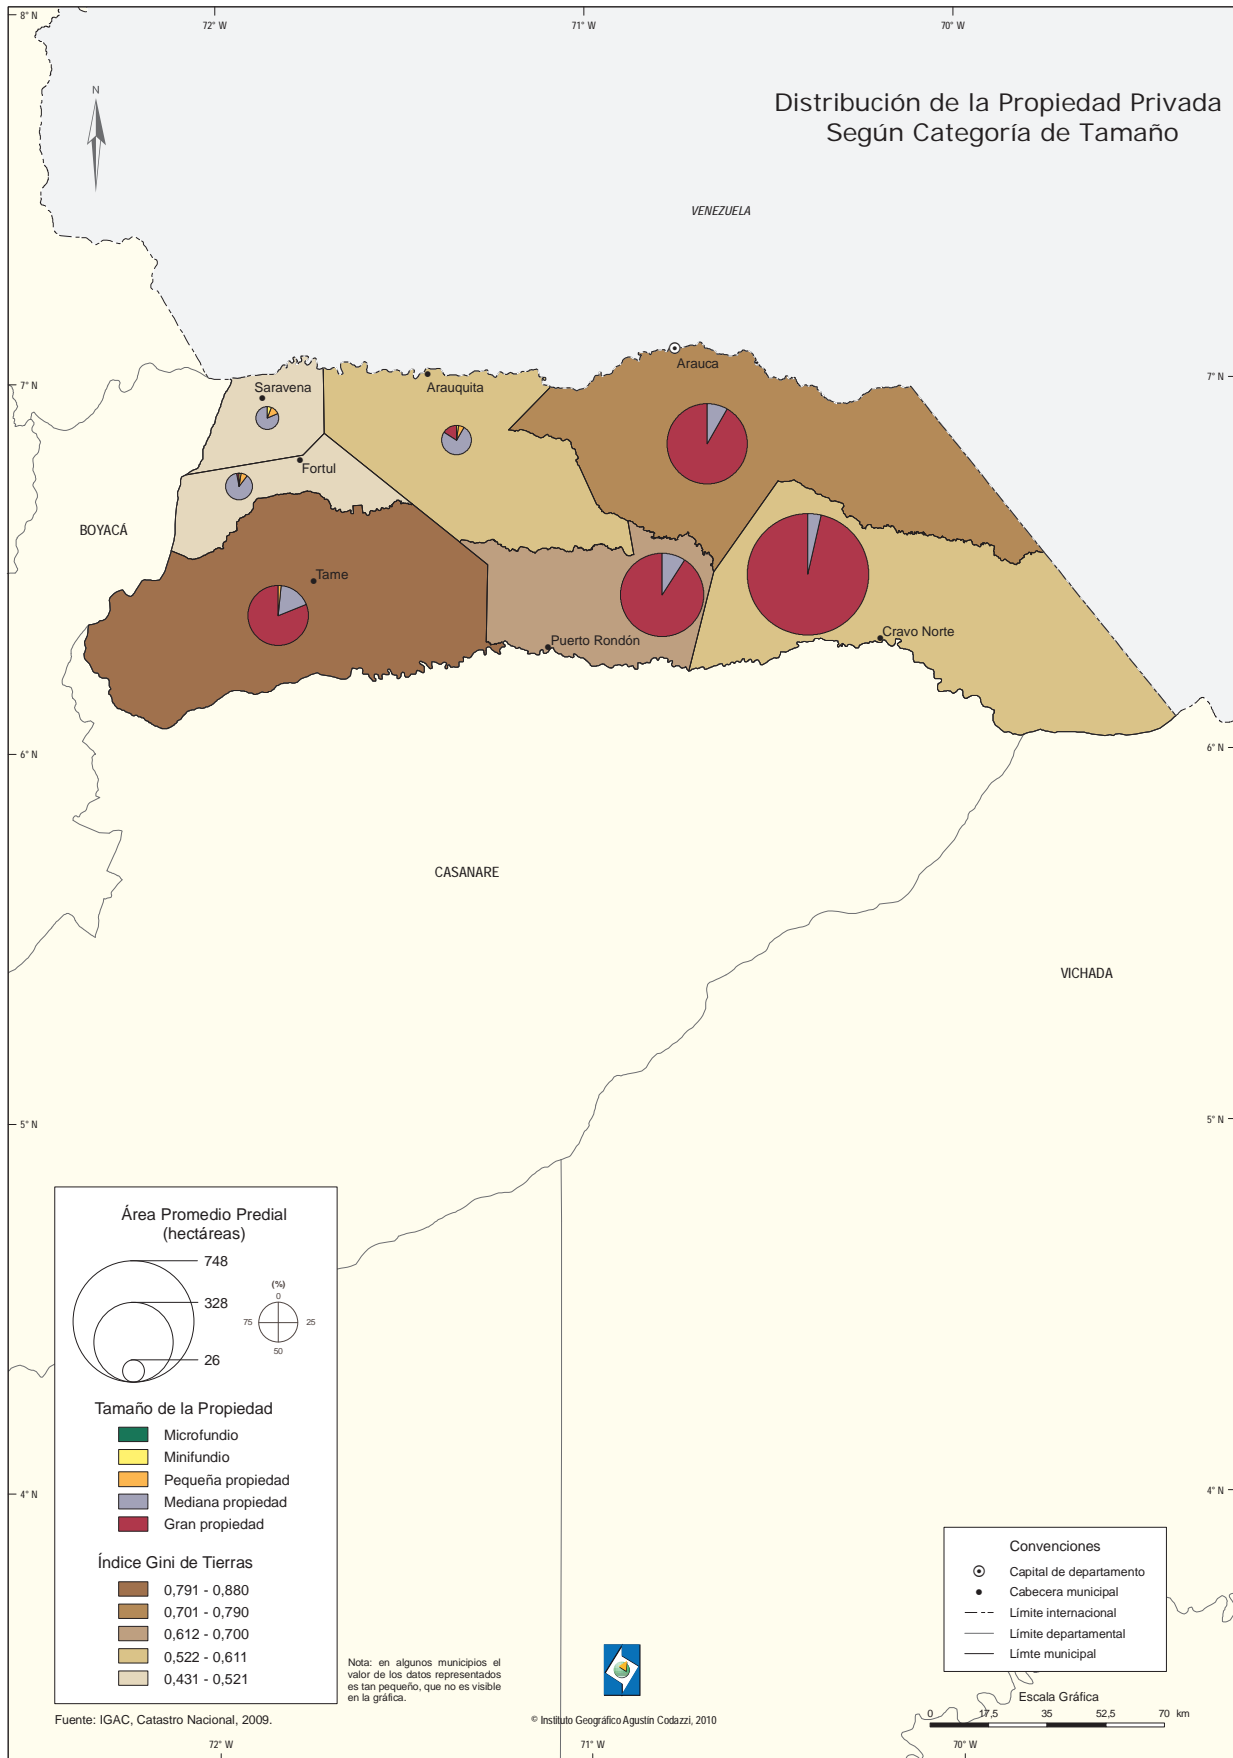 8° N
72° W
71° W
70° W
N
Distribución de la Propiedad Privada
Según Categoría de Tamaño
VENEZUELA
Arauca
7° N
7° N
Saravena
Arauquita
Fortul
BOYACÁ
Tame
Puerto Rondón
Cravo Norte
6° N
6° N
CASANARE
VICHADA
5° N
5° N
Área Promedio Predial
(hectáreas)
748
328
26
(%)
0
75
25
50
Tamaño de la Propiedad
Microfundio
Minifundio
Pequeña propiedad
Mediana propiedad
Gran propiedad
4° N
4° N
Índice Gini de Tierras
0,791 - 0,880
0,701 - 0,790
0,612 - 0,700
0,522 - 0,611
0,431 - 0,521
Convenciones
Capital de departamento
Cabecera municipal
Límite internacional
Límite departamental
Límte municipal
Nota: en algunos municipios el
valor de los datos representados
es tan pequeño, que no es visible
en la gráfica.
Escala Gráfica
0 17,5 35 52,5 70 km
Fuente: IGAC, Catastro Nacional, 2009.
© Instituto Geográfico Agustín Codazzi, 2010
72° W
71° W
70° W